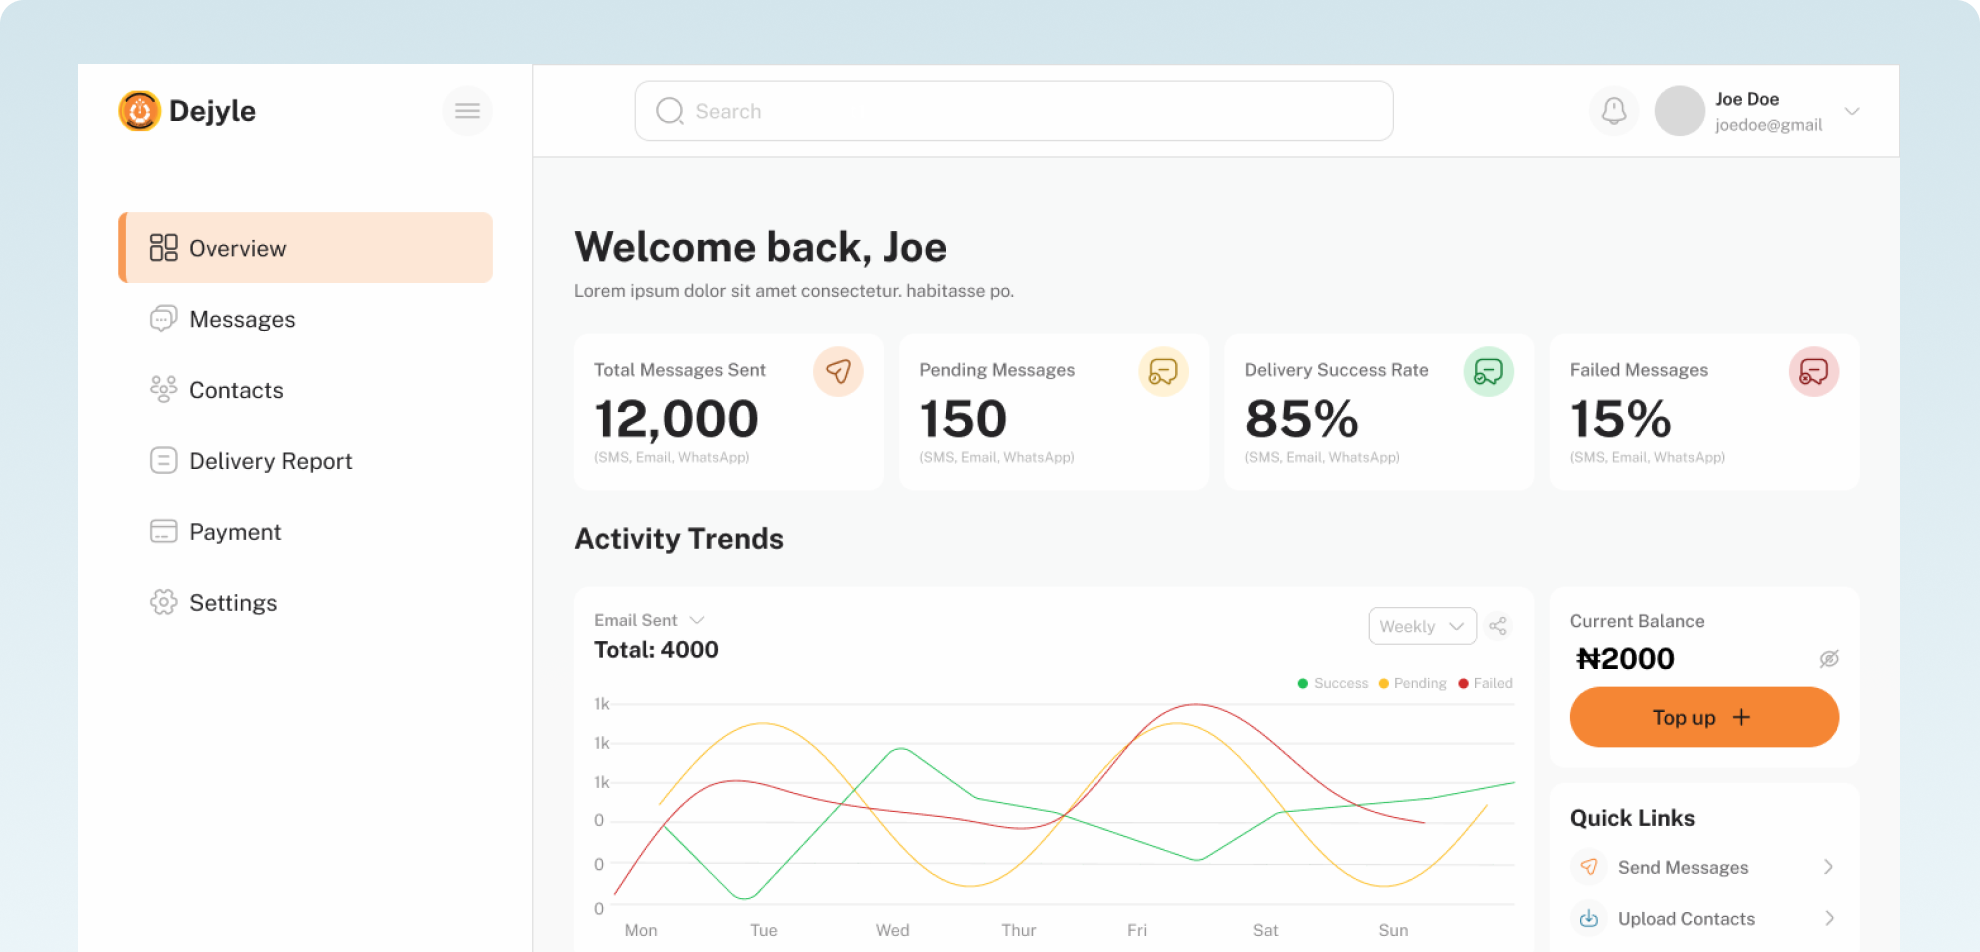 Dejyle
Search
Joe Doe
joedoe@gmail
Overview
Messages
Contacts
Delivery Report
Payment
Settings
Welcome back, Joe
Lorem ipsum dolor sit amet consectetur. habitasse po.
Total Messages Sent
12,000
(SMS, Email, WhatsApp)
Pending Messages
150
(SMS, Email, WhatsApp)
Delivery Success Rate
85%
(SMS, Email, WhatsApp)
Failed Messages
15%
(SMS, Email, WhatsApp)
Activity Trends
Email Sent
Total: 4000
Weekly
Success Pending Failed
1k
1k
1k
0
0
0
Mon Tue Wed Thur Fri Sat Sun
Current Balance
₦2000
Top up +
Quick Links
Send Messages
Upload Contacts